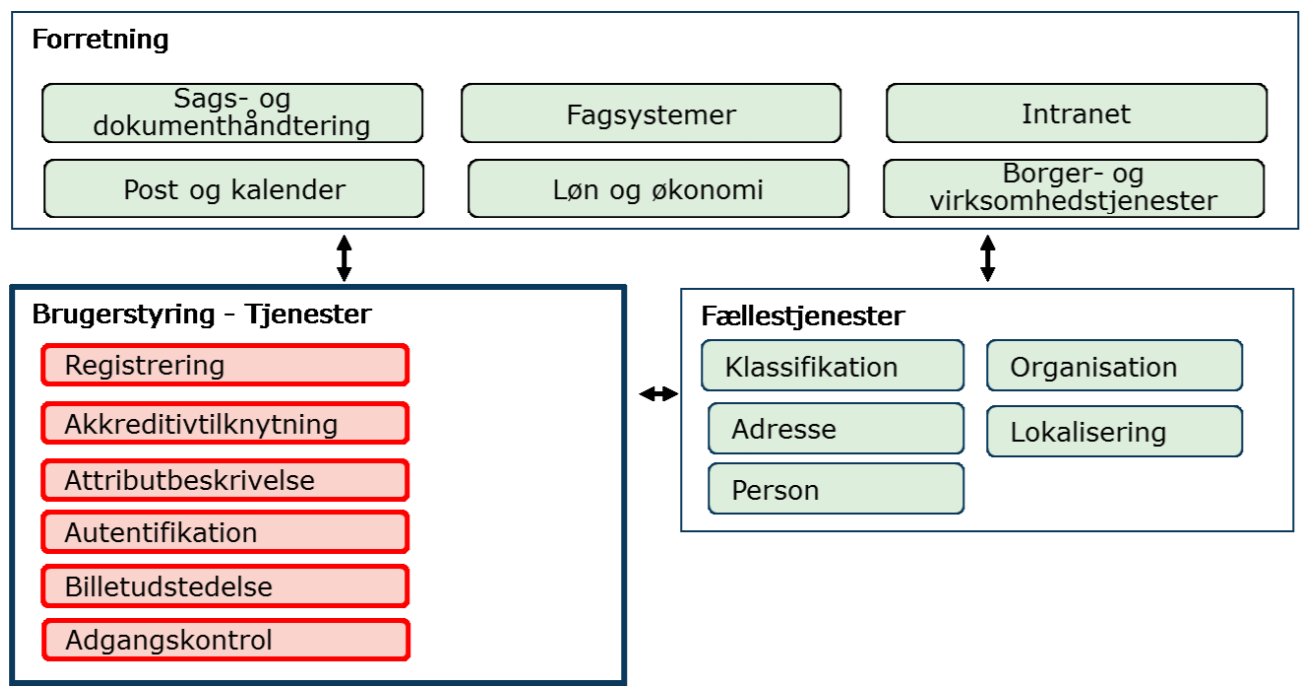 Forretning
Sags- og
dokumenthåndtering
Fagsystemer
Intranet
Post og kalender
Løn og økonomi
Borger- og
virksomhedstjenester
Brugerstyring - Tjenester
Registrering
Akkreditivtilknytning
Attributbeskrivelse
Autentifikation
Billetudstedelse
Adgangskontrol
Fællestjenester
Klassifikation
Organisation
Adresse
Lokalisering
Person